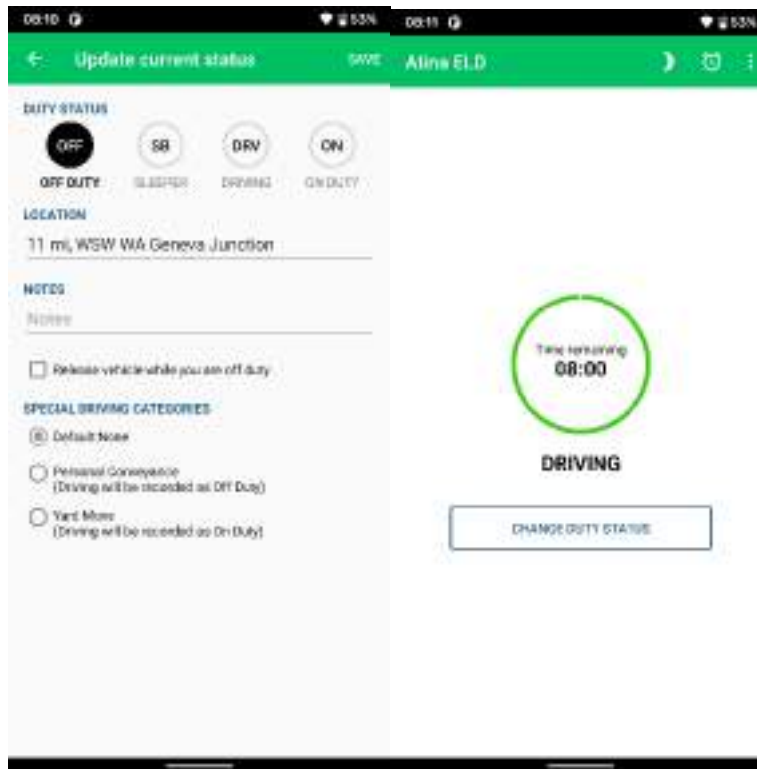 08:10 53%
Update current status SAVE
DUTY STATUS
OFF SB DRV ON
OFF DUTY SLEEPER DRIVING ON DUTY
LOCATION
11 mi, WSW WA Geneva Junction
NOTES
Notes
Release vehicle while you are off duty
SPECIAL DRIVING CATEGORIES
Default None
Personal Conveyance
(Driving will be recorded as Off Duty)
Yard Move
(Driving will be recorded as On Duty)
08:11 53%
Alina ELD
Time remaining
08:00
DRIVING
CHANGE DUTY STATUS